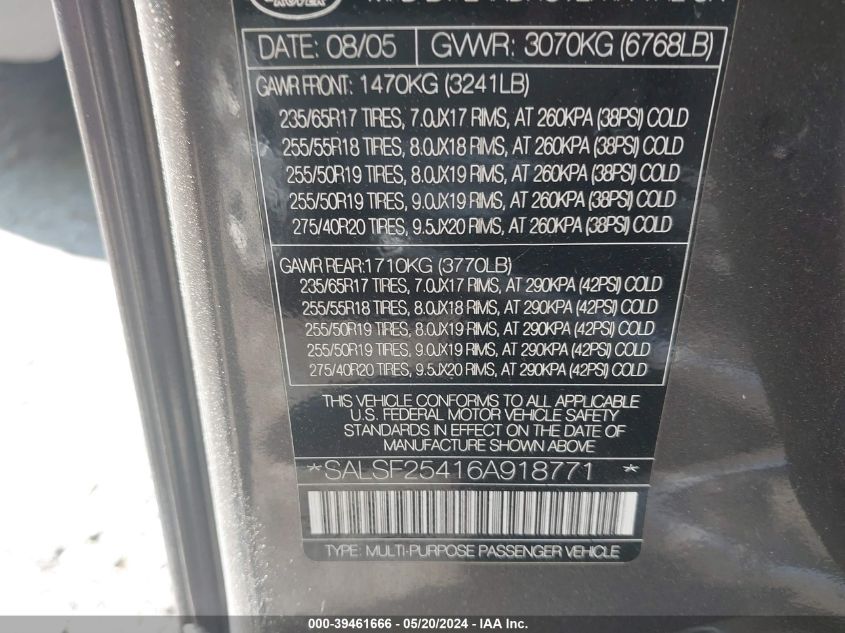 ROVER
DATE: 08/05 GVWR: 3070KG (6768LB)
GAWR FRONT: 1470KG (3241LB)
235/65R17 TIRES, 7.0JX17 RIMS, AT 260KPA (38PSI) COLD
255/55R18 TIRES, 8.0JX18 RIMS, AT 260KPA (38PSI) COLD
255/50R19 TIRES, 8.0JX19 RIMS, AT 260KPA (38PSI) COLD
255/50R19 TIRES, 9.0JX19 RIMS, AT 260KPA (38PSI) COLD
275/40R20 TIRES, 9.5JX20 RIMS, AT 260KPA (38PSI) COLD
GAWR REAR:1710KG (3770LB)
235/65R17 TIRES, 7.0JX17 RIMS, AT 290KPA (42PSI) COLD
255/55R18 TIRES, 8.0JX18 RIMS, AT 290KPA (42PSI) COLD
255/50R19 TIRES, 8.0JX19 RIMS, AT 290KPA (42PSI) COLD
255/50R19 TIRES, 9.0JX19 RIMS, AT 290KPA (42PSI) COLD
275/40R20 TIRES, 9.5JX20 RIMS, AT 290KPA (42PSI) COLD
THIS VEHICLE CONFORMS TO ALL APPLICABLE
U.S. FEDERAL MOTOR VEHICLE SAFETY
STANDARDS IN EFFECT ON THE DATE OF
MANUFACTURE SHOWN ABOVE
*SALSF25416A918771 *
TYPE: MULTI-PURPOSE PASSENGER VEHICLE
000-39461666 - 05/20/2024 - IAA Inc.